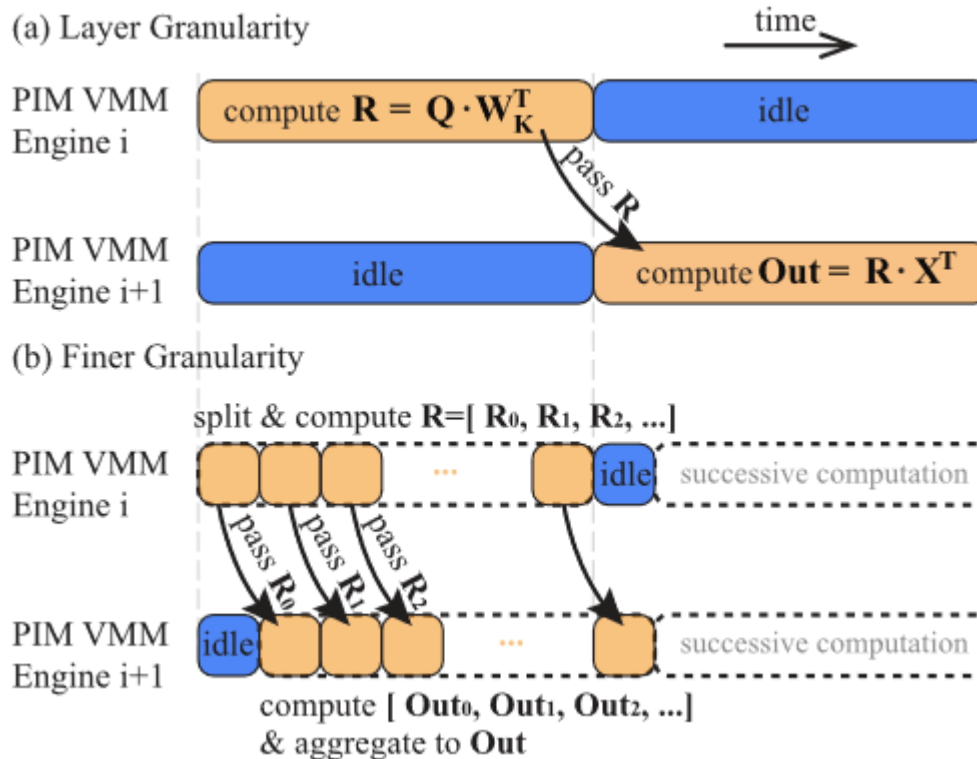 (a) Layer Granularity
time
PIM VMM
Engine i
compute R = Q · W_K^T
idle
pass R
PIM VMM
Engine i+1
idle
compute Out = R · X^T
(b) Finer Granularity
split & compute R=[ R₀, R₁, R₂, ...]
PIM VMM
Engine i
...
idle
successive computation
pass R₀
pass R₁
pass R₂
PIM VMM
Engine i+1
idle
...
successive computation
compute [ Out₀, Out₁, Out₂, ...]
& aggregate to Out